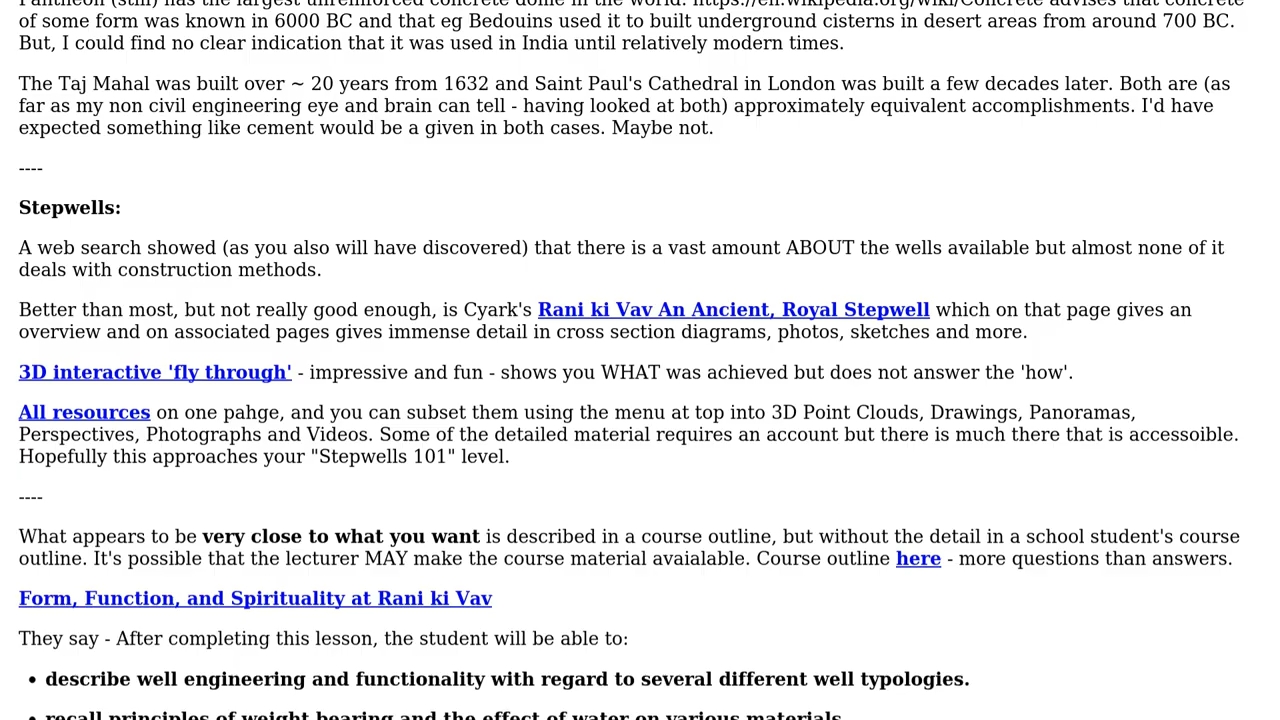 Pantheon (still) has the largest unreinforced concrete dome in the world. https://en.wikipedia.org/wiki/Concrete advises that concrete
of some form was known in 6000 BC and that eg Bedouins used it to built underground cisterns in desert areas from around 700 BC.
But, I could find no clear indication that it was used in India until relatively modern times.
The Taj Mahal was built over ~ 20 years from 1632 and Saint Paul's Cathedral in London was built a few decades later. Both are (as
far as my non civil engineering eye and brain can tell - having looked at both) approximately equivalent accomplishments. I'd have
expected something like cement would be a given in both cases. Maybe not.
----
Stepwells:
A web search showed (as you also will have discovered) that there is a vast amount ABOUT the wells available but almost none of it
deals with construction methods.
Better than most, but not really good enough, is Cyark's Rani ki Vav An Ancient, Royal Stepwell which on that page gives an
overview and on associated pages gives immense detail in cross section diagrams, photos, sketches and more.
3D interactive 'fly through' - impressive and fun - shows you WHAT was achieved but does not answer the 'how'.
All resources on one pahge, and you can subset them using the menu at top into 3D Point Clouds, Drawings, Panoramas,
Perspectives, Photographs and Videos. Some of the detailed material requires an account but there is much there that is accessoible.
Hopefully this approaches your "Stepwells 101" level.
----
What appears to be very close to what you want is described in a course outline, but without the detail in a school student's course
outline. It's possible that the lecturer MAY make the course material avaialable. Course outline here - more questions than answers.
Form, Function, and Spirituality at Rani ki Vav
They say - After completing this lesson, the student will be able to:
• describe well engineering and functionality with regard to several different well typologies.
• recall principles of weight bearing and the effect of water on various materials